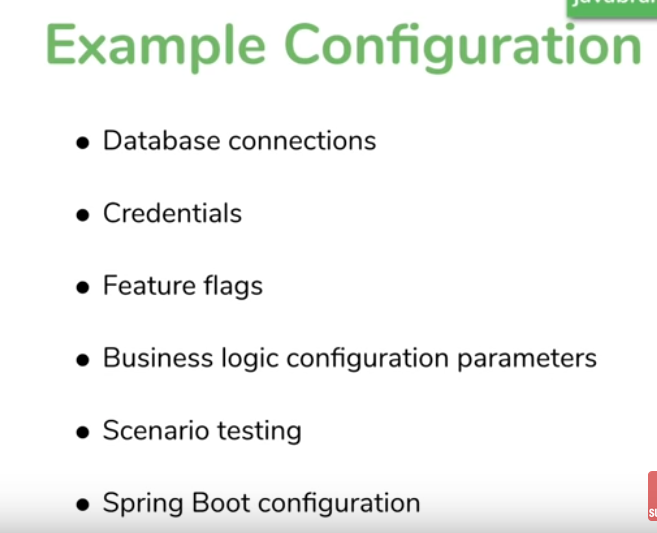 Example Configuration
• Database connections
• Credentials
• Feature flags
• Business logic configuration parameters
• Scenario testing
• Spring Boot configuration